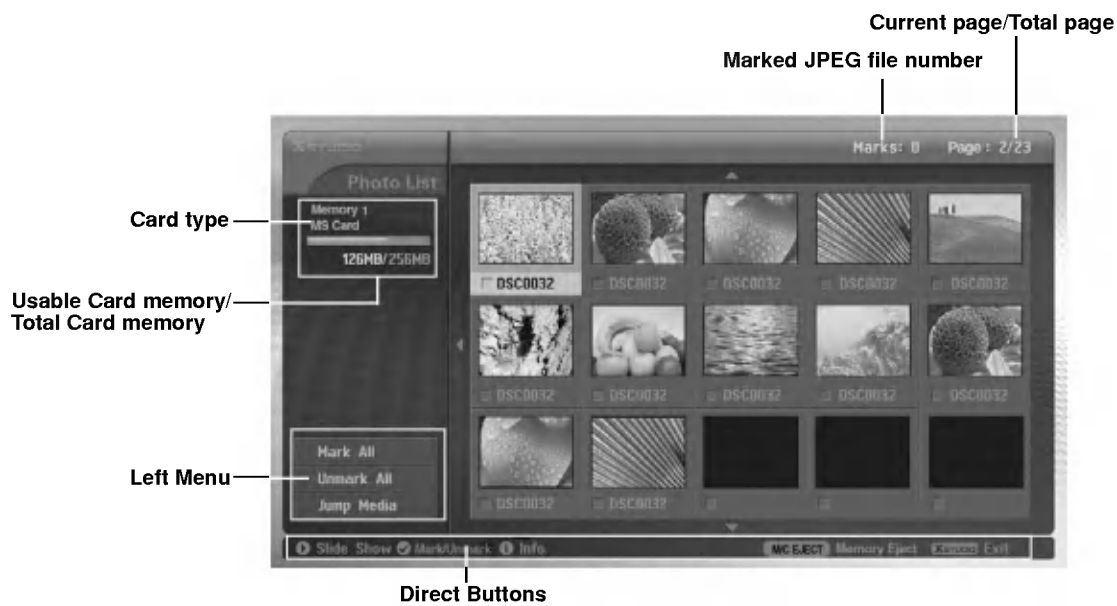 Current page/Total page
Marked JPEG file number
XSTUDIO
Marks: 0 Page : 2/23
Photo List
Card type
Memory 1
MS Card
126MB/256MB
Usable Card memory/
Total Card memory
DSC0032 DSC0032 DSC0032 DSC0032 DSC0032
DSC0032 DSC0032 DSC0032 DSC0032 DSC0032
DSC0032 DSC0032
Left Menu
Mark All
Unmark All
Jump Media
Slide Show Mark/Unmark Info. M/C EJECT Memory Eject XSTUDIO Exit
Direct Buttons